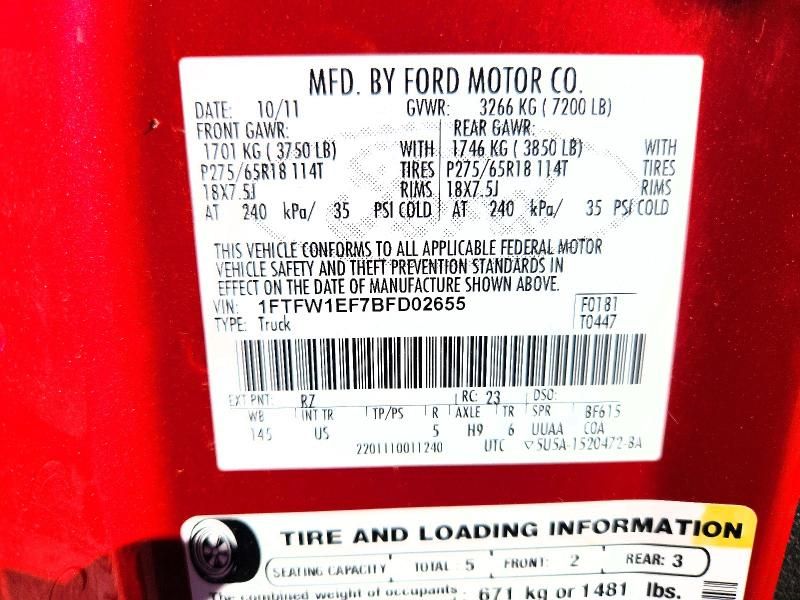 MFD. BY FORD MOTOR CO.
DATE: 10/11 GVWR: 3266 KG ( 7200 LB)
FRONT GAWR: REAR GAWR:
1701 KG ( 3750 LB) WITH 1746 KG ( 3850 LB) WITH
P275/65R18 114T TIRES P275/65R18 114T TIRES
18X7.5J RIMS 18X7.5J RIMS
AT 240 kPa/ 35 PSI COLD AT 240 kPa/ 35 PSI COLD
THIS VEHICLE CONFORMS TO ALL APPLICABLE FEDERAL MOTOR
VEHICLE SAFETY AND THEFT PREVENTION STANDARDS IN
EFFECT ON THE DATE OF MANUFACTURE SHOWN ABOVE.
VIN: 1FTFW1EF7BFD02655 F0181
TYPE: Truck T0447
EXT PNT: RZ RC: 23 DSO:
WB INT TR TP/PS R AXLE TR SPR BF615
145 US 5 H9 6 UUAA COA
2201110011240 UTC ▽5U5A-1520472-BA
TIRE AND LOADING INFORMATION
SEATING CAPACITY TOTAL : 5 FRONT: 2 REAR: 3
The combined weight of occupants 671 kg or 1481 lbs.